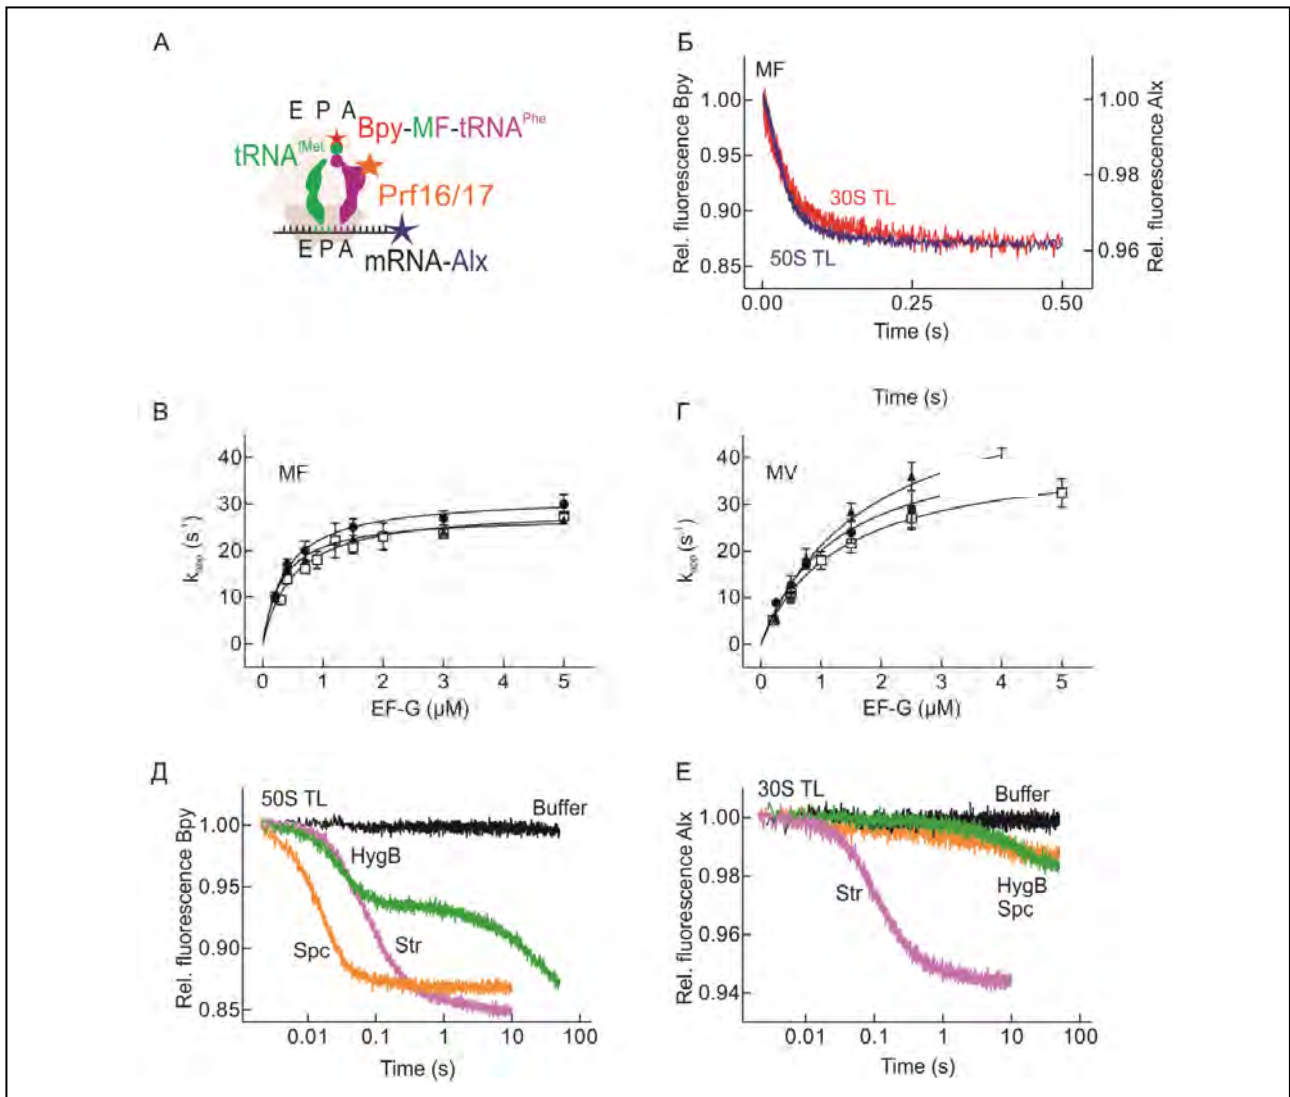 А
E P A
Bpy-MF-tRNA^Phe
tRNA^fMet
Prf16/17
E P A
mRNA-Alx
Б
MF
Rel. fluorescence Bpy
1.00
0.95
0.90
0.85
30S TL
50S TL
1.00
0.98
0.96
Rel. fluorescence Alx
0.00 0.25 0.50
Time (s)
В
MF
k_app (s⁻¹)
40
30
20
10
0
0 1 2 3 4 5
EF-G (µM)
Time (s)
Г
MV
k_app (s⁻¹)
40
30
20
10
0
0 1 2 3 4 5
EF-G (µM)
Д
50S TL
Buffer
HygB
Str
Spc
Rel. fluorescence Bpy
1.00
0.95
0.90
0.85
0.01 0.1 1 10 100
Time (s)
Е
30S TL
Buffer
HygB
Spc
Str
Rel. fluorescence Alx
1.00
0.98
0.96
0.94
0.01 0.1 1 10 100
Time (s)